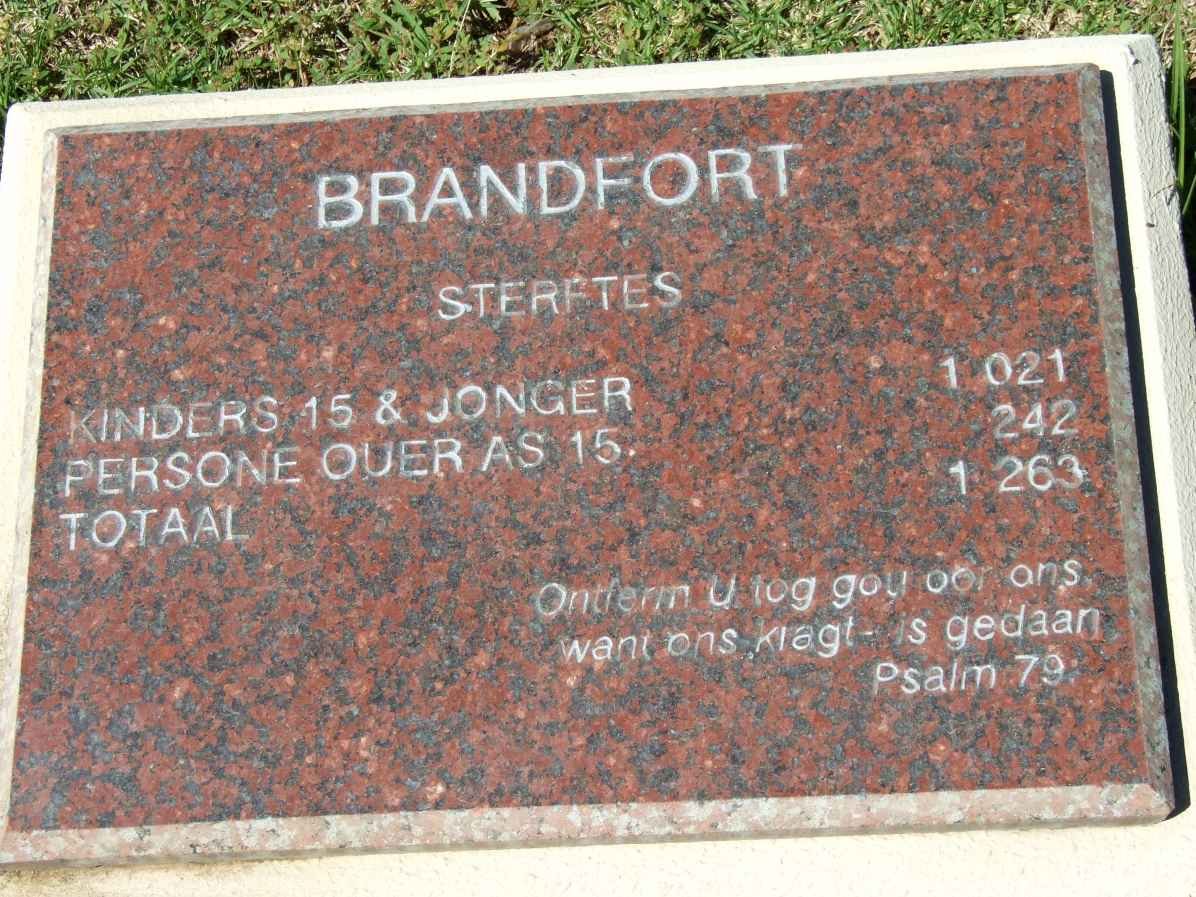 BRANDFORT
STERFTES
KINDERS 15 & JONGER 1 021
PERSONE OUER AS 15 242
TOTAAL 1 263
Ontferm U tog gou oor ons,
want ons kragt is gedaan
Psalm 79